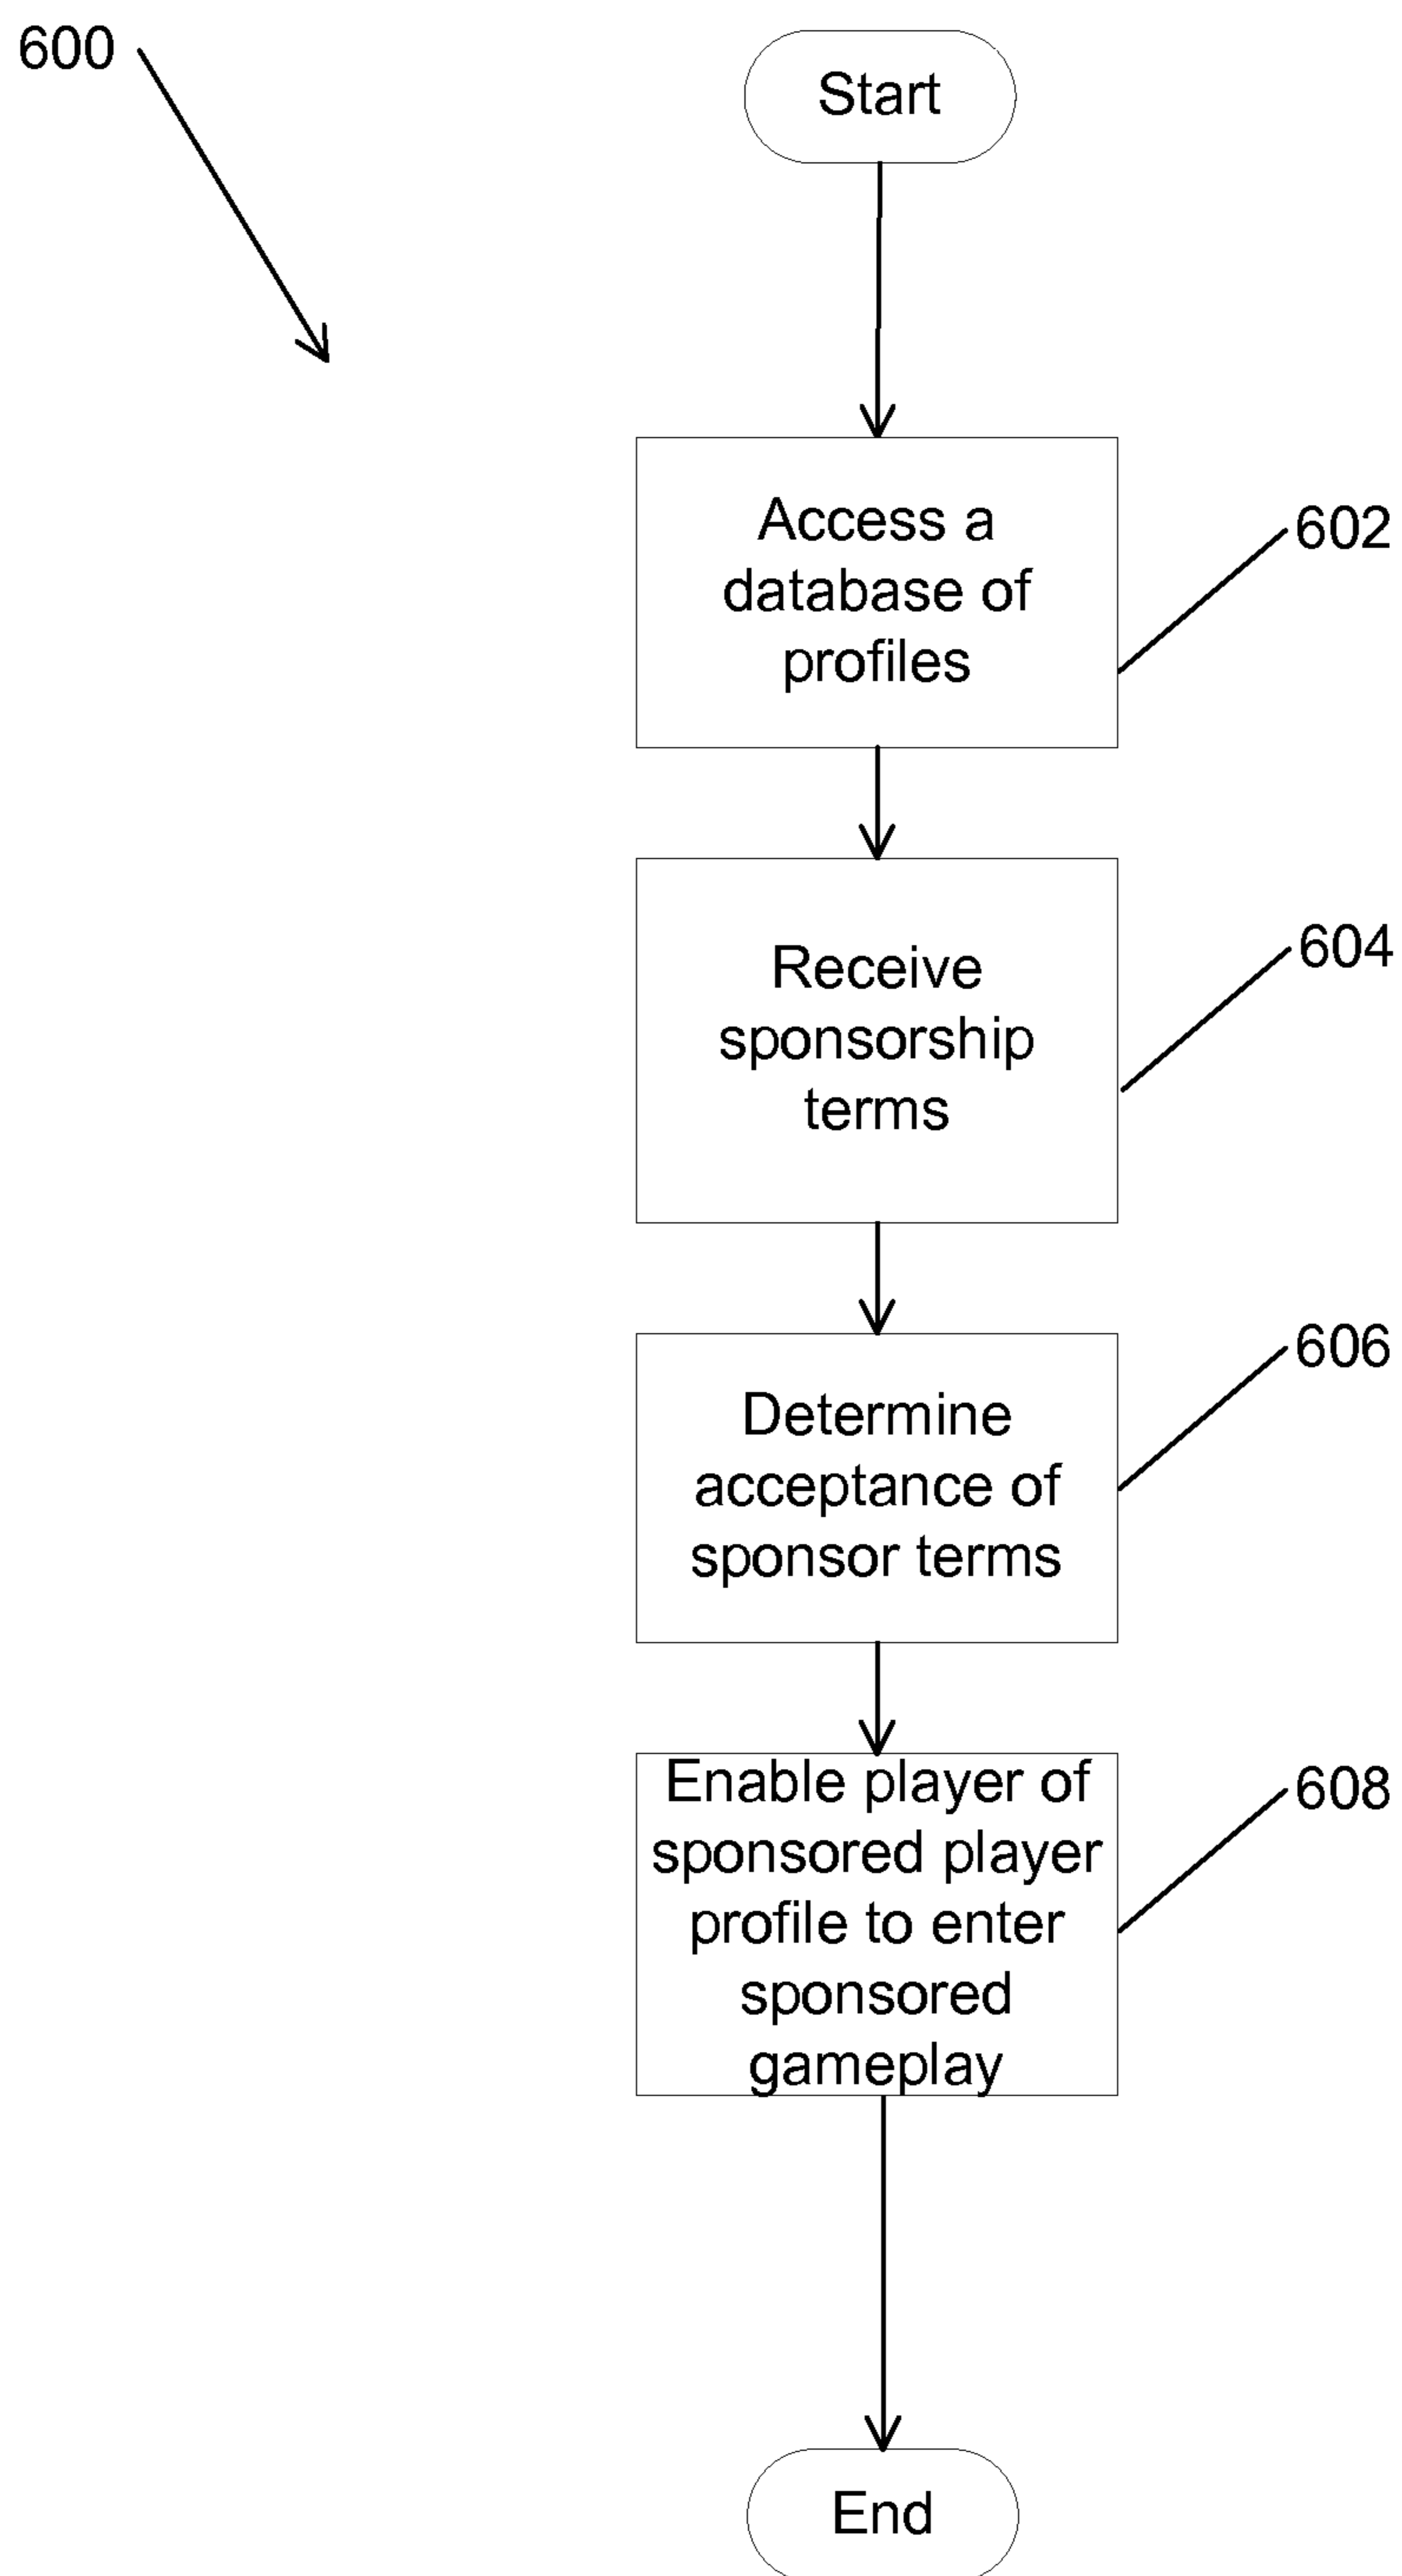 600
Start
Access a
database of
profiles
602
Receive
sponsorship
terms
604
Determine
acceptance of
sponsor terms
606
Enable player of
sponsored player
profile to enter
sponsored
gameplay
608
End